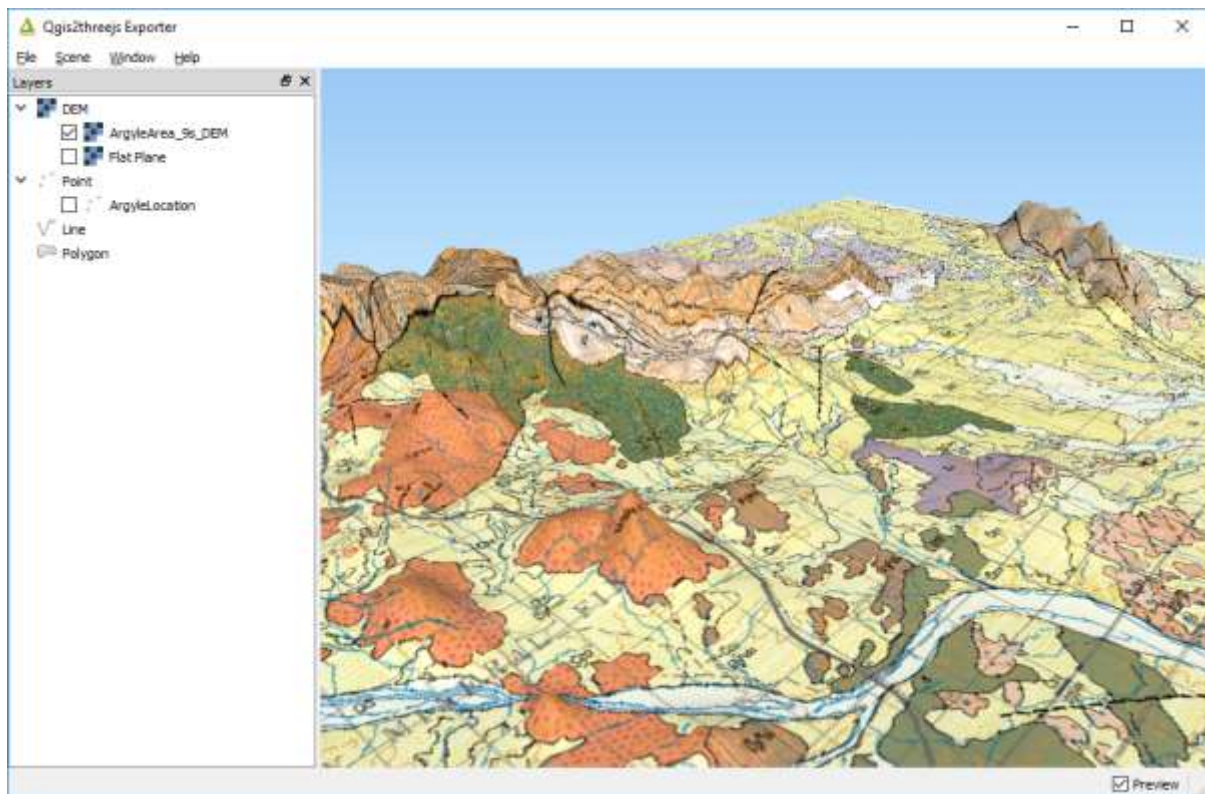 Qgis2threejs Exporter
File Scene Window Help
Layers
DEM
ArgyleArea_9s_DEM
Flat Plane
Point
ArgyleLocation
Line
Polygon
Preview